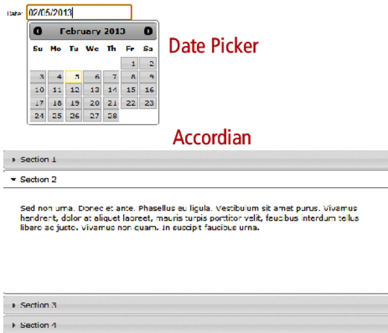 Date: 02/05/2013
February 2013
Su Mo Tu We Th Fr Sa
1 2
3 4 5 6 7 8 9
10 11 12 13 14 15 16
17 18 19 20 21 22 23
24 25 26 27 28
Date Picker
Accordian
Section 1
Section 2
Sed non urna. Donec et ante. Phasellus eu ligula. Vestibulum sit amet purus. Vivamus
hendrerit, dolor at aliquet laoreet, mauris turpis porttitor velit, faucibus interdum tellus
libero ac justo. Vivamus non quam. In suscipit faucibus urna.
Section 3
Section 4